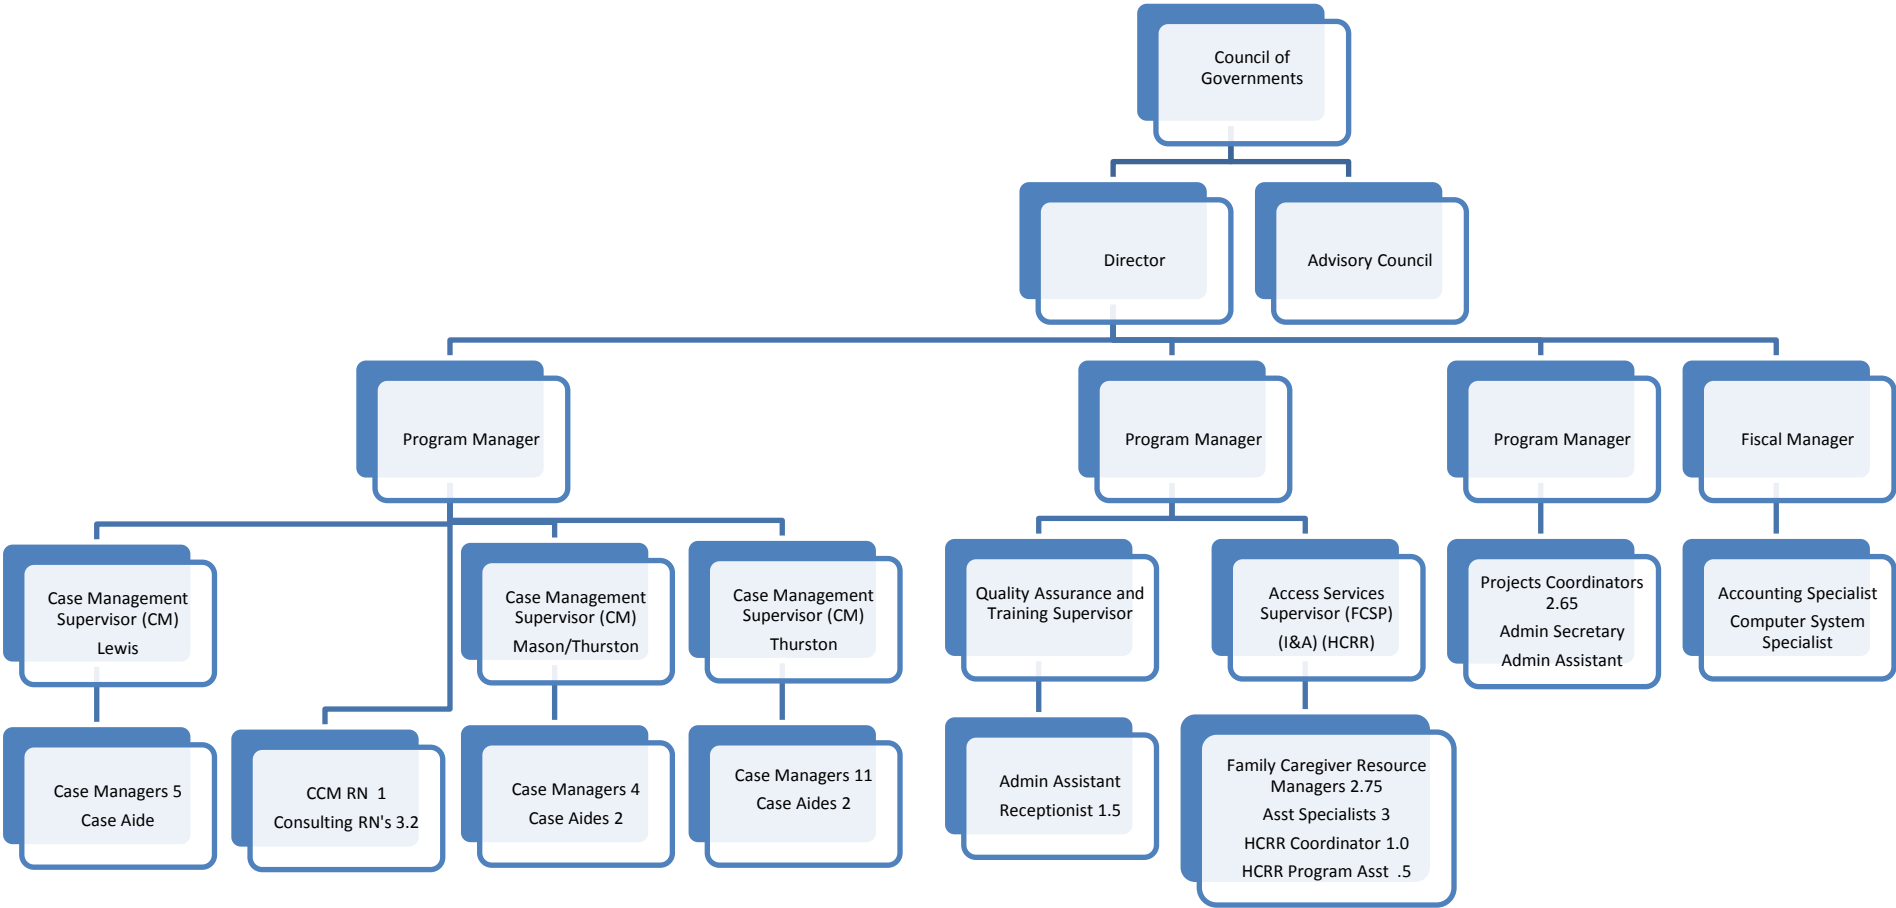 Council of
Governments
Director
Advisory Council
Program Manager
Program Manager
Program Manager
Fiscal Manager
Case Management
Supervisor (CM)
Lewis
Case Management
Supervisor (CM)
Mason/Thurston
Case Management
Supervisor (CM)
Thurston
Quality Assurance and
Training Supervisor
Access Services
Supervisor (FCSP)
(I&A) (HCRR)
Projects Coordinators
2.65
Admin Secretary
Admin Assistant
Accounting Specialist
Computer System
Specialist
Case Managers 5
Case Aide
CCM RN  1
Consulting RN's 3.2
Case Managers 4
Case Aides 2
Case Managers 11
Case Aides 2
Admin Assistant
Receptionist 1.5
Family Caregiver Resource
Managers 2.75
Asst Specialists 3
HCRR Coordinator 1.0
HCRR Program Asst  .5